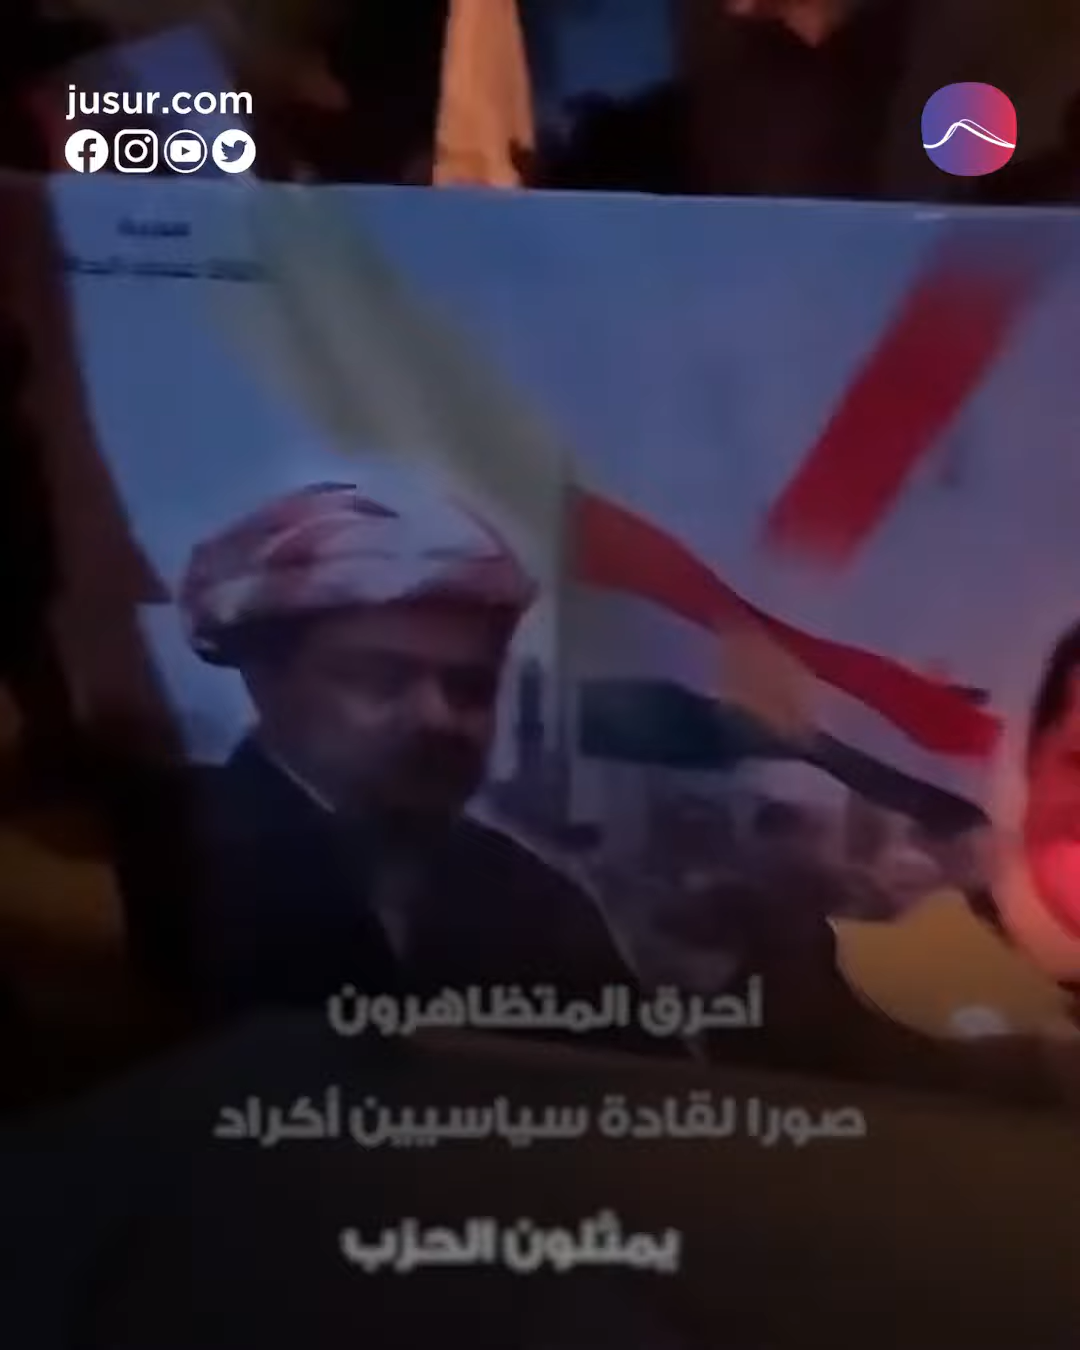 jusur.com
أحرق المتظاهرون
صورا لقادة سياسيين أكراد
يمثلون الحزب